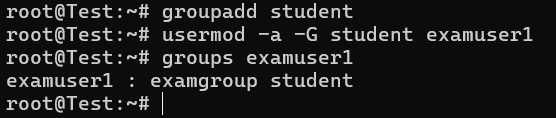 root@Test:~# groupadd student
root@Test:~# usermod -a -G student examuser1
root@Test:~# groups examuser1
examuser1 : examgroup student
root@Test:~#